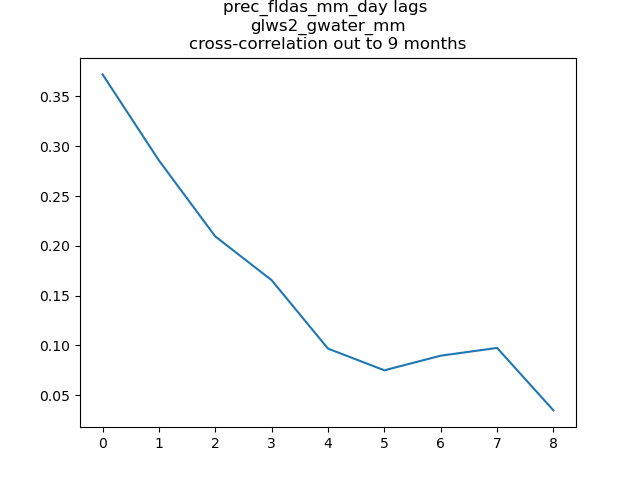 prec_fldas_mm_day lags
glws2_gwater_mm
cross-correlation out to 9 months
0.35
0.30
0.25
0.20
0.15
0.10
0.05
0 1 2 3 4 5 6 7 8